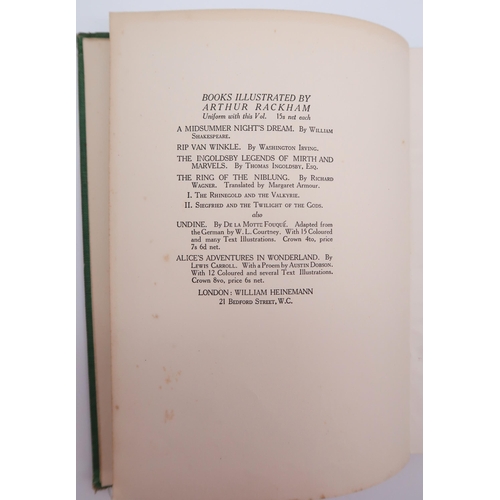 BOOKS ILLUSTRATED BY
ARTHUR RACKHAM
Uniform with this Vol. 15s net each
A MIDSUMMER NIGHT'S DREAM. By William
Shakespeare.
RIP VAN WINKLE. By Washington Irving.
THE INGOLDSBY LEGENDS OF MIRTH AND
MARVELS. By Thomas Ingoldsby, Esq.
THE RING OF THE NIBLUNG. By Richard
Wagner. Translated by Margaret Armour.
I. The Rhinegold and the Valkyrie.
II. Siegfried and the Twilight of the Gods.
also
UNDINE. By De la Motte Fouqué. Adapted from
the German by W. L. Courtney. With 15 Coloured
and many Text Illustrations. Crown 4to, price
7s 6d net.
ALICE'S ADVENTURES IN WONDERLAND. By
Lewis Carroll. With a Proem by Austin Dobson.
With 12 Coloured and several Text Illustrations.
Crown 8vo, price 6s net.
LONDON: WILLIAM HEINEMANN
21 Bedford Street, W.C.